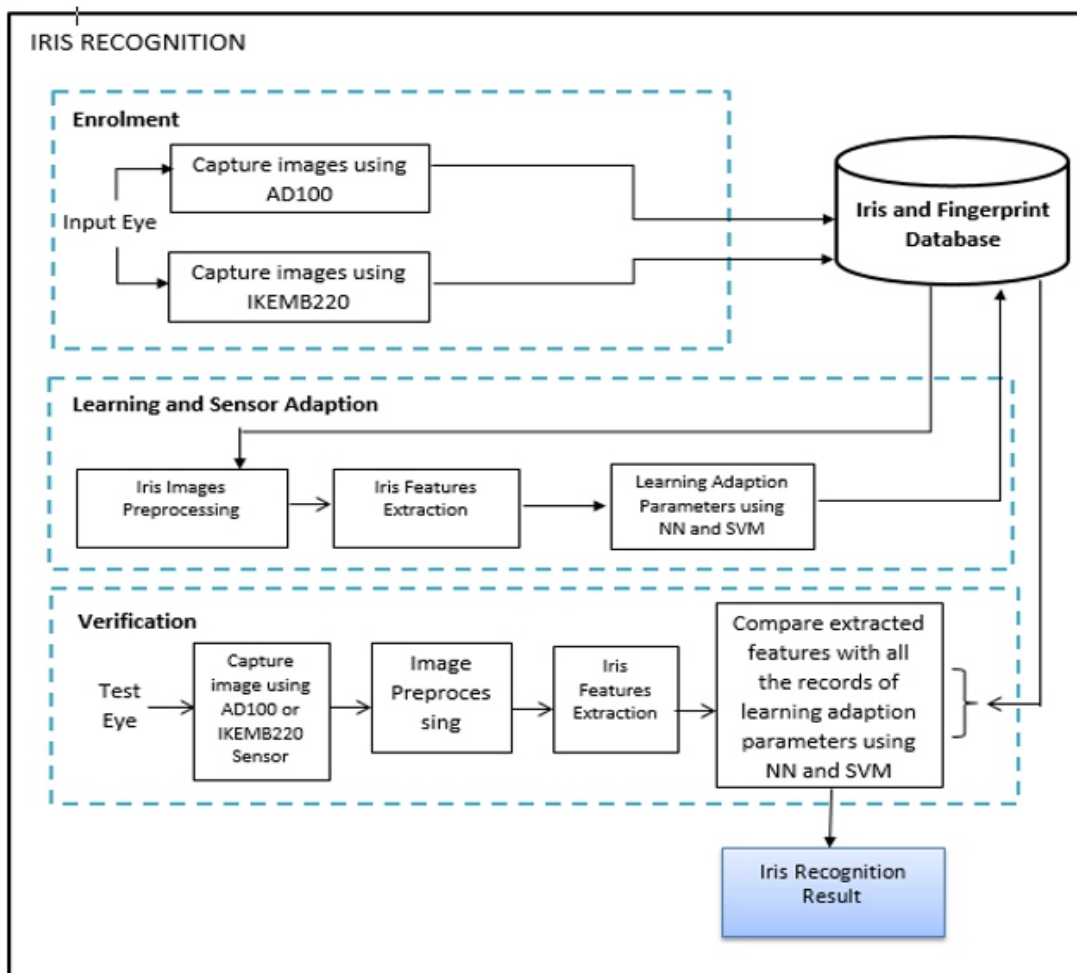 IRIS RECOGNITION
Enrolment
Capture images using
AD100
Input Eye
Capture images using
IKEMB220
Iris and Fingerprint
Database
Learning and Sensor Adaption
Iris Images
Preprocessing
Iris Features
Extraction
Learning Adaption
Parameters using
NN and SVM
Verification
Test
Eye
Capture
image using
AD100 or
IKEMB220
Sensor
Image
Preproces
sing
Iris
Features
Extraction
Compare extracted
features with all
the records of
learning adaption
parameters using
NN and SVM
Iris Recognition
Result